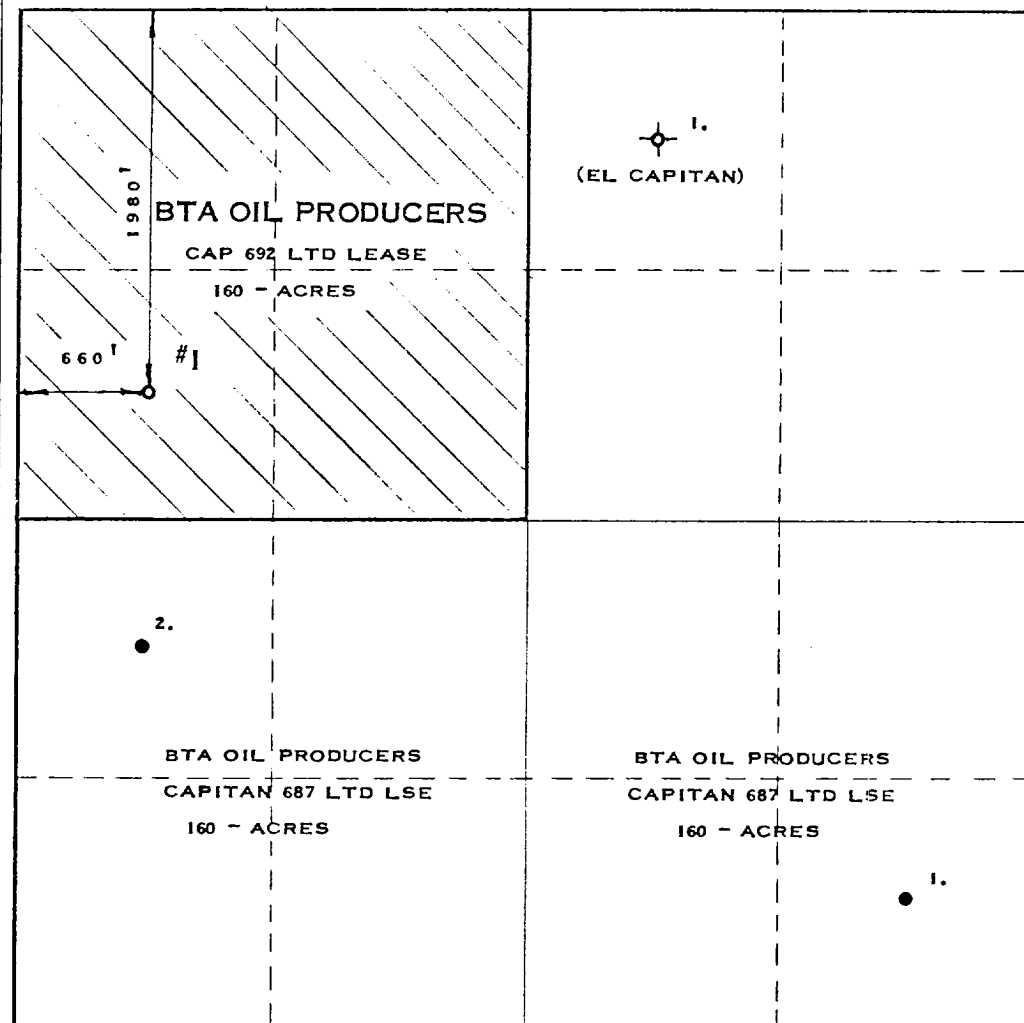 1980'
BTA OIL PRODUCERS
CAP 692 LTD LEASE
160 - ACRES
660'
#1
1.
(EL CAPITAN)
2.
BTA OIL PRODUCERS
CAPITAN 687 LTD LSE
160 - ACRES
BTA OIL PRODUCERS
CAPITAN 687 LTD LSE
160 - ACRES
1.